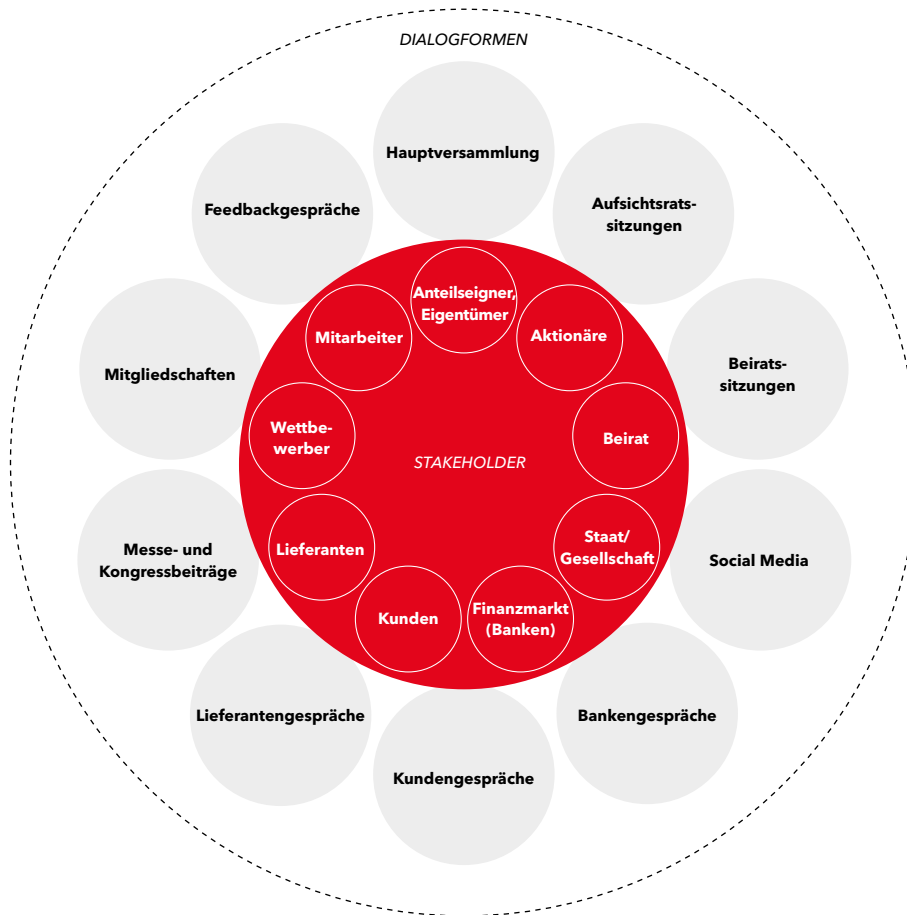 DIALOGFORMEN
Hauptversammlung
Aufsichtsrats-
sitzungen
Beirats-
sitzungen
Social Media
Bankengespräche
Kundengespräche
Lieferantengespräche
Messe- und
Kongressbeiträge
Mitgliedschaften
Feedbackgespräche
STAKEHOLDER
Anteilseigner,
Eigentümer
Aktionäre
Beirat
Staat/
Gesellschaft
Finanzmarkt
(Banken)
Kunden
Lieferanten
Wettbe-
werber
Mitarbeiter